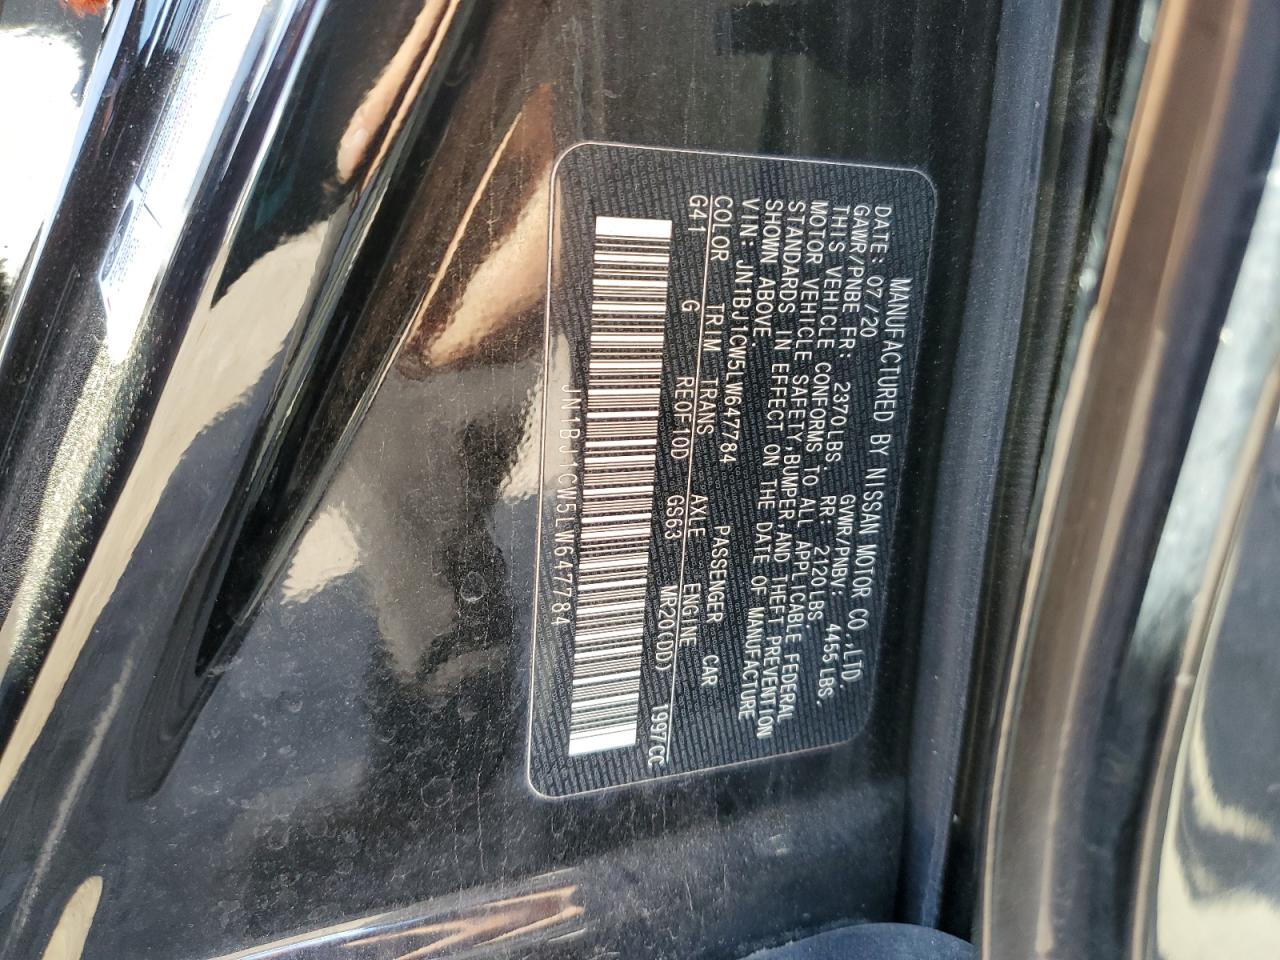 MANUFACTURED BY NISSAN MOTOR CO.,LTD.
DATE: 07/20 GVWR/PNBV: 4455LBS.
GAWR/PNBE FR: 2370LBS. RR: 2120LBS
THIS VEHICLE CONFORMS TO ALL APPLICABLE FEDERAL
MOTOR VEHICLE SAFETY,BUMPER,AND THEFT PREVENTION
STANDARDS IN EFFECT ON THE DATE OF MANUFACTURE
SHOWN ABOVE.
VIN: JN1BJ1CW5LW647784 PASSENGER CAR
COLOR TRIM TRANS AXLE ENGINE
G41 G RE0F10D GS63 MR20(DD) 1997CC
JN1BJ1CW5LW647784